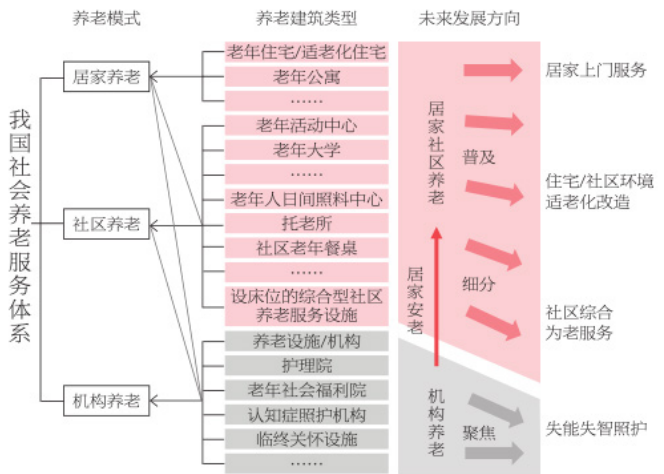 养老模式
养老建筑类型
未来发展方向
我国社会养老服务体系
居家养老
社区养老
机构养老
老年住宅/适老化住宅
老年公寓
……
老年活动中心
老年大学
……
老年人日间照料中心
托老所
社区老年餐桌
……
设床位的综合型社区
养老服务设施
养老设施/机构
护理院
老年社会福利院
认知症照护机构
临终关怀设施
……
居家社区养老
居家安老
机构养老
普及
细分
聚焦
居家上门服务
住宅/社区环境
适老化改造
社区综合
为老服务
失能失智照护